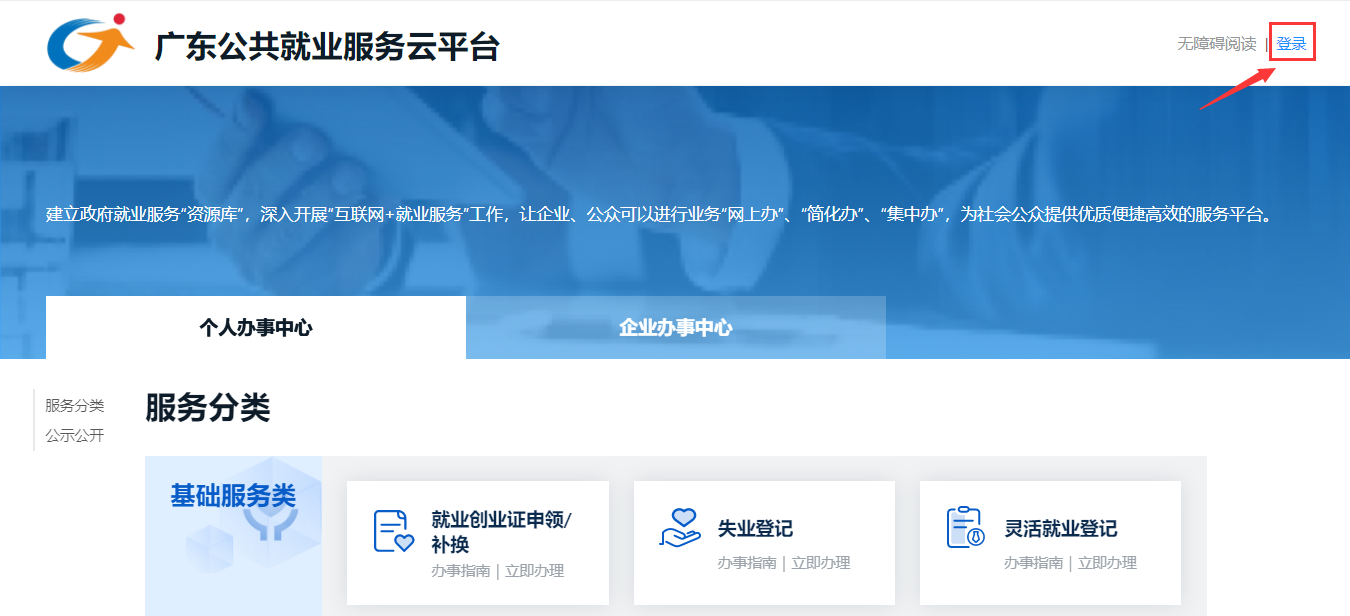 广东公共就业服务云平台
无障碍阅读 | 登录
建立政府就业服务“资源库”，深入开展“互联网+就业服务”工作，让企业、公众可以进行业务“网上办”、“简化办”、“集中办”，为社会公众提供优质便捷高效的服务平台。
个人办事中心
企业办事中心
服务分类
公示公开
服务分类
基础服务类
就业创业证申领/
补换
办事指南 | 立即办理
失业登记
办事指南 | 立即办理
灵活就业登记
办事指南 | 立即办理